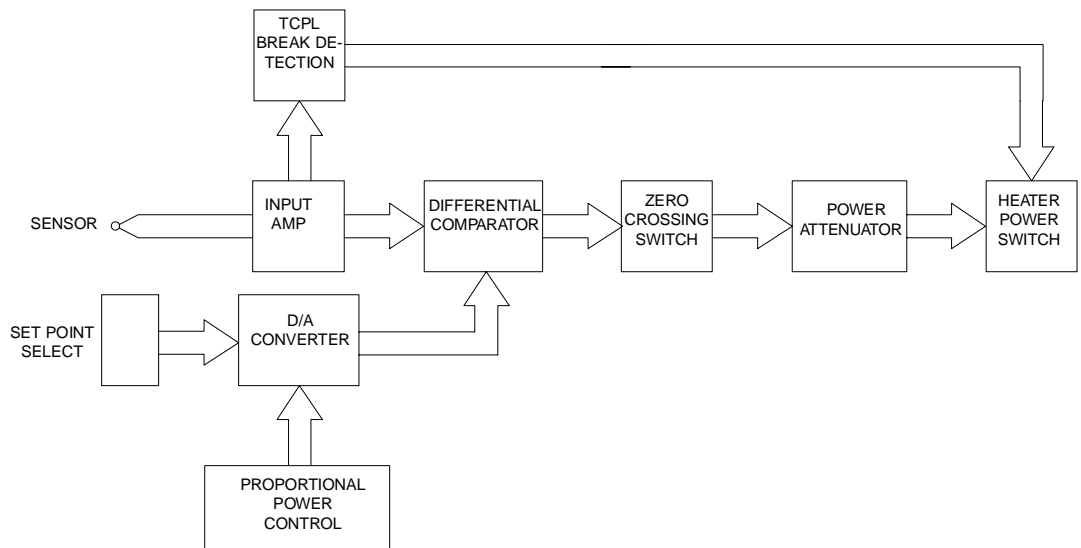 TCPL
BREAK DE-
TECTION
SENSOR
INPUT
AMP
DIFFERENTIAL
COMPARATOR
ZERO
CROSSING
SWITCH
POWER
ATTENUATOR
HEATER
POWER
SWITCH
SET POINT
SELECT
D/A
CONVERTER
PROPORTIONAL
POWER
CONTROL